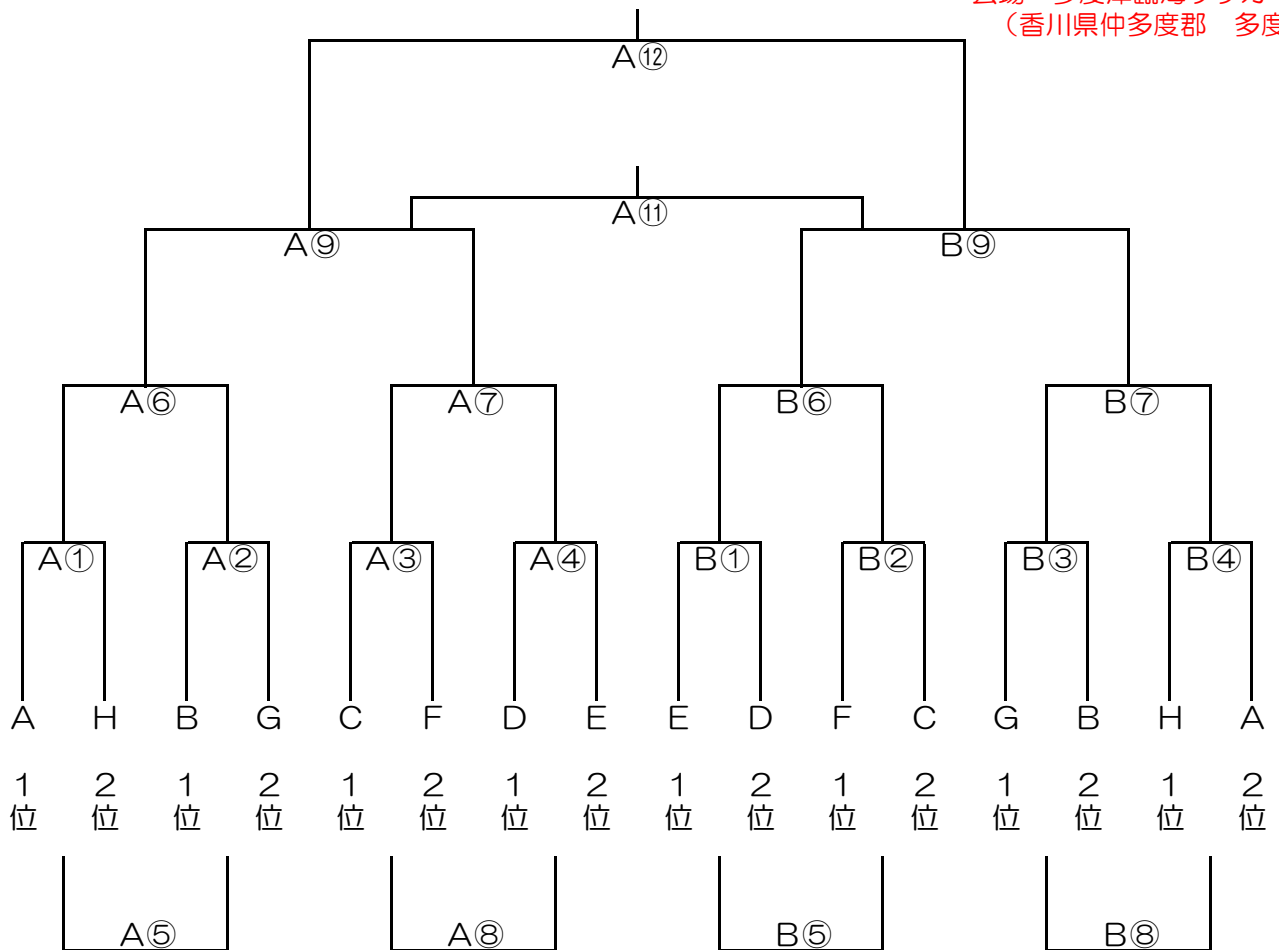 （香川県仲多度郡　多度
A⑫
A⑪
A⑨ B⑨
A⑥ A⑦ B⑥ B⑦
A① A② A③ A④ B① B② B③ B④
A H B G C F D E E D F C G B H A
1 2 1 2 1 2 1 2 1 2 1 2 1 2 1 2
位 位 位 位 位 位 位 位 位 位 位 位 位 位 位 位
A⑤ A⑧ B⑤ B⑧